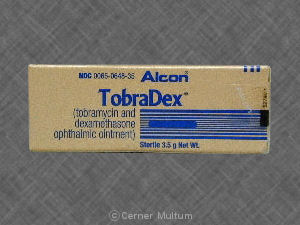 NDC 0065-0648-35 Alcon®
TobraDex®
(tobramycin and
dexamethasone
ophthalmic ointment)
Sterile 3.5 g Net Wt.
© Cerner Multum